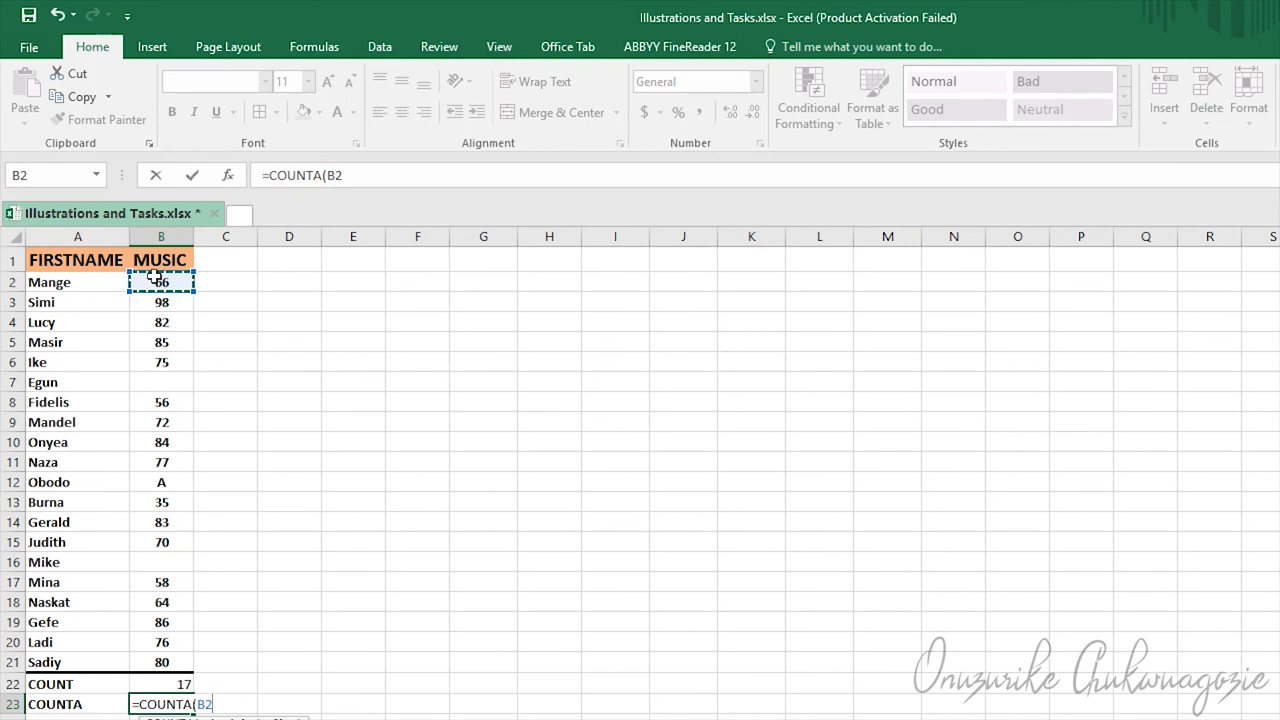 Illustrations and Tasks.xlsx - Excel (Product Activation Failed)
File Home Insert Page Layout Formulas Data Review View Office Tab ABBYY FineReader 12 Tell me what you want to do...
Cut
Copy
Format Painter
Paste
Clipboard
11
B I U
Font
Wrap Text
Merge & Center
Alignment
General
$ % ,
Number
Conditional Formatting
Format as Table
Normal Bad
Good Neutral
Styles
Insert Delete Format
Cells
B2 fx =COUNTA(B2
Illustrations and Tasks.xlsx *
A B C D E F G H I J K L M N O P Q R S
1 FIRSTNAME MUSIC
2 Mange 66
3 Simi 98
4 Lucy 82
5 Masir 85
6 Ike 75
7 Egun
8 Fidelis 56
9 Mandel 72
10 Onyea 84
11 Naza 77
12 Obodo A
13 Burna 35
14 Gerald 83
15 Judith 70
16 Mike
17 Mina 58
18 Naskat 64
19 Gefe 86
20 Ladi 76
21 Sadiy 80
22 COUNT 17
23 COUNTA =COUNTA(B2
Onuzurike Chukwuagozie